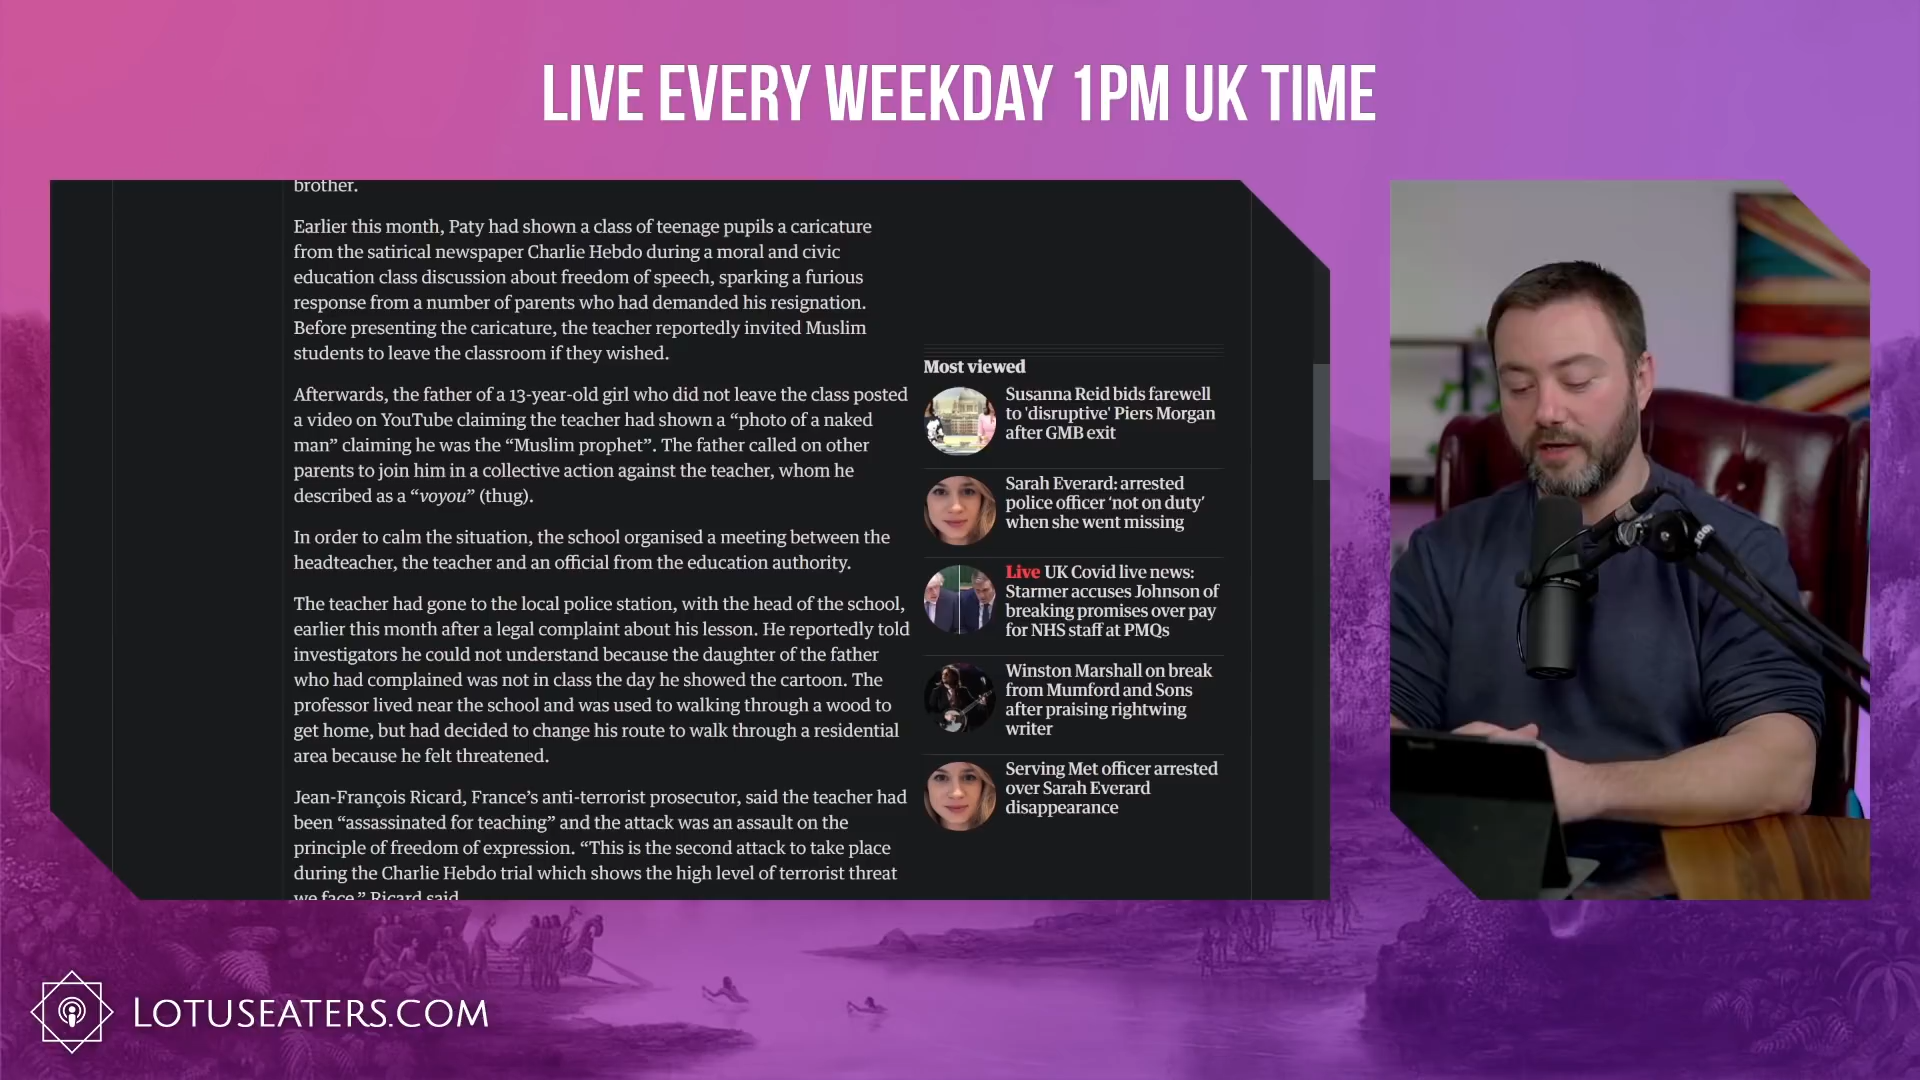 LIVE EVERY WEEKDAY 1PM UK TIME
brother.
Earlier this month, Paty had shown a class of teenage pupils a caricature
from the satirical newspaper Charlie Hebdo during a moral and civic
education class discussion about freedom of speech, sparking a furious
response from a number of parents who had demanded his resignation.
Before presenting the caricature, the teacher reportedly invited Muslim
students to leave the classroom if they wished.
Afterwards, the father of a 13-year-old girl who did not leave the class posted
a video on YouTube claiming the teacher had shown a “photo of a naked
man” claiming he was the “Muslim prophet”. The father called on other
parents to join him in a collective action against the teacher, whom he
described as a “voyou” (thug).
In order to calm the situation, the school organised a meeting between the
headteacher, the teacher and an official from the education authority.
The teacher had gone to the local police station, with the head of the school,
earlier this month after a legal complaint about his lesson. He reportedly told
investigators he could not understand because the daughter of the father
who had complained was not in class the day he showed the cartoon. The
professor lived near the school and was used to walking through a wood to
get home, but had decided to change his route to walk through a residential
area because he felt threatened.
Jean-François Ricard, France’s anti-terrorist prosecutor, said the teacher had
been “assassinated for teaching” and the attack was an assault on the
principle of freedom of expression. “This is the second attack to take place
during the Charlie Hebdo trial which shows the high level of terrorist threat
we face,” Ricard said.
Most viewed
Susanna Reid bids farewell
to 'disruptive' Piers Morgan
after GMB exit
Sarah Everard: arrested
police officer ‘not on duty’
when she went missing
Live UK Covid live news:
Starmer accuses Johnson of
breaking promises over pay
for NHS staff at PMQs
Winston Marshall on break
from Mumford and Sons
after praising rightwing
writer
Serving Met officer arrested
over Sarah Everard
disappearance
LOTUSEATERS.COM